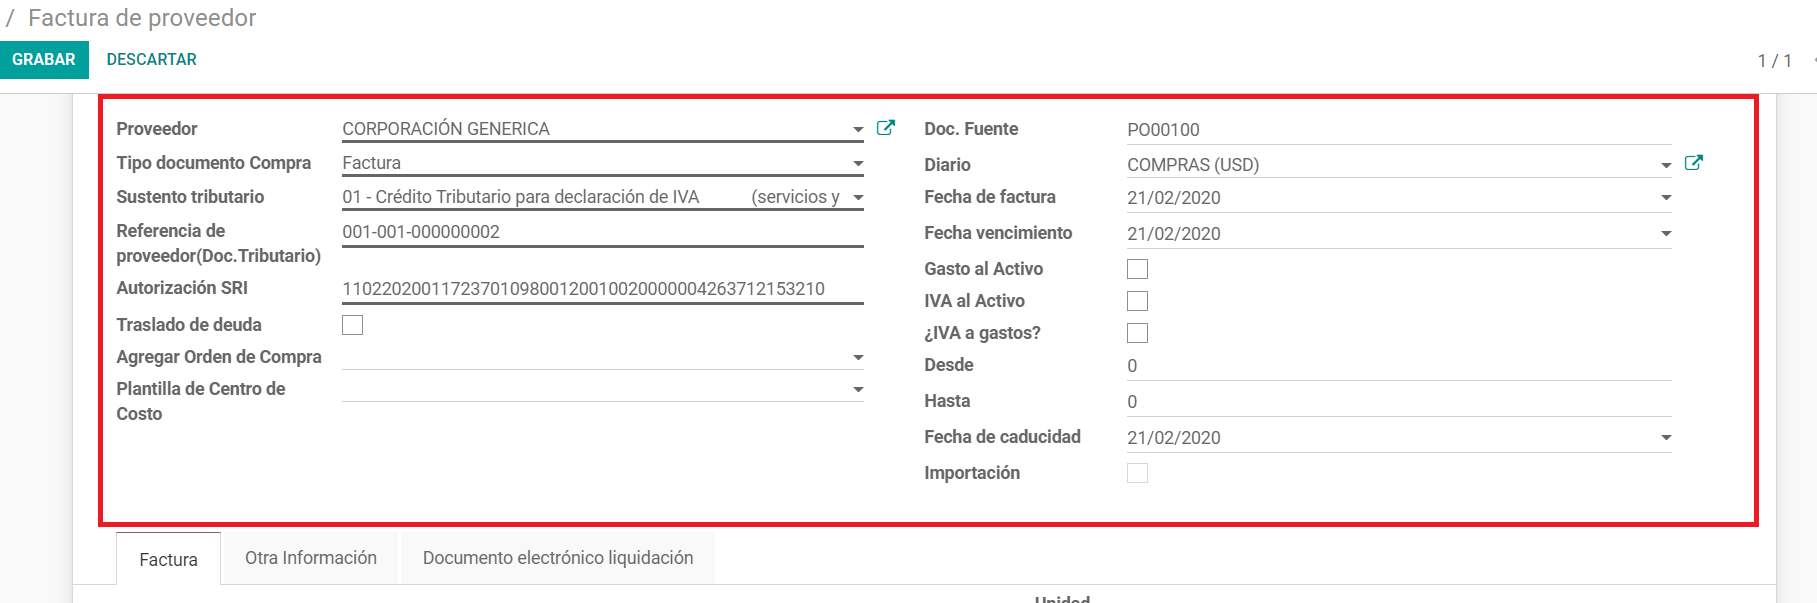 / Factura de proveedor
GRABAR DESCARTAR
1 / 1
Proveedor CORPORACIÓN GENERICA
Tipo documento Compra Factura
Sustento tributario 01 - Crédito Tributario para declaración de IVA (servicios y
Referencia de
proveedor(Doc.Tributario) 001-001-000000002
Autorización SRI 1102202001172370109800120010020000004263712153210
Traslado de deuda
Agregar Orden de Compra
Plantilla de Centro de
Costo
Doc. Fuente PO00100
Diario COMPRAS (USD)
Fecha de factura 21/02/2020
Fecha vencimiento 21/02/2020
Gasto al Activo
IVA al Activo
¿IVA a gastos?
Desde 0
Hasta 0
Fecha de caducidad 21/02/2020
Importación
Factura Otra Información Documento electrónico liquidación
Unidad